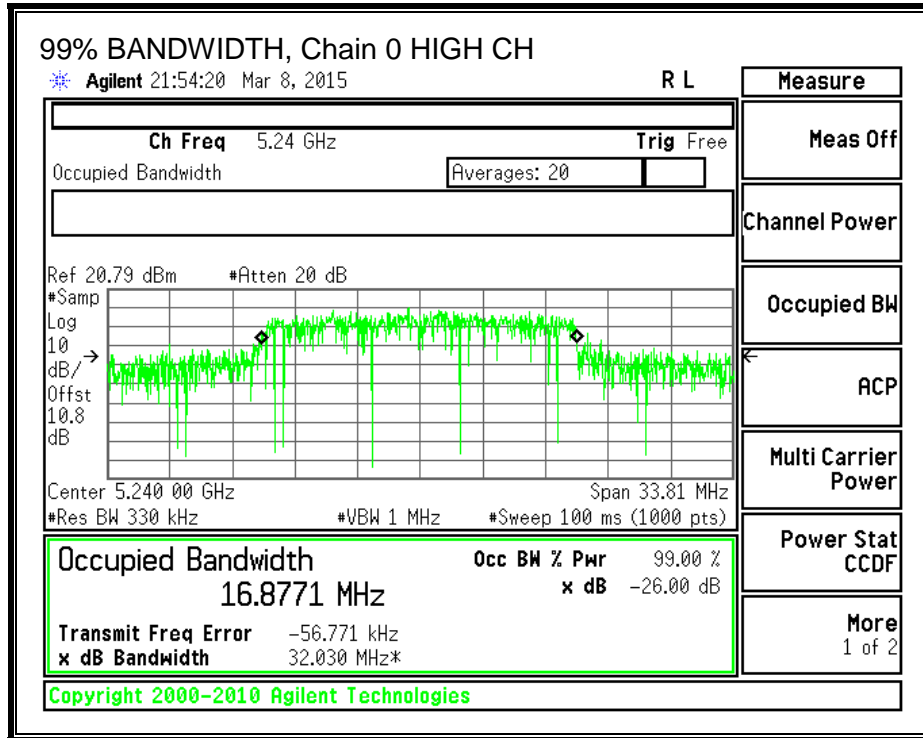 99% BANDWIDTH, Chain 0 HIGH CH
Agilent 21:54:20 Mar 8, 2015 R L
Measure
Ch Freq 5.24 GHz Trig Free
Meas Off
Occupied Bandwidth Averages: 20
Channel Power
Ref 20.79 dBm #Atten 20 dB
#Samp
Log
10
dB/
Offst
10.8
dB
Occupied BW
ACP
Multi Carrier
Power
Center 5.240 00 GHz Span 33.81 MHz
#Res BW 330 kHz #VBW 1 MHz #Sweep 100 ms (1000 pts)
Power Stat
CCDF
Occupied Bandwidth Occ BW % Pwr 99.00 %
16.8771 MHz x dB -26.00 dB
Transmit Freq Error -56.771 kHz
x dB Bandwidth 32.030 MHz*
More
1 of 2
Copyright 2000-2010 Agilent Technologies